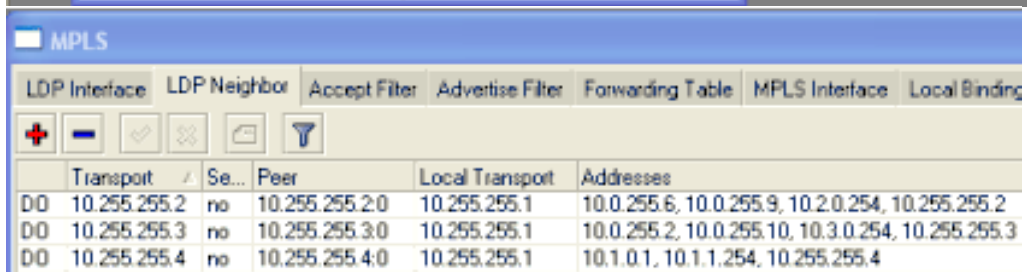 MPLS
LDP Interface LDP Neighbor Accept Filter Advertise Filter Forwarding Table MPLS Interface Local Binding
Transport Se... Peer Local Transport Addresses
DO 10.255.255.2 no 10.255.255.2:0 10.255.255.1 10.0.255.6, 10.0.255.9, 10.2.0.254, 10.255.255.2
DO 10.255.255.3 no 10.255.255.3:0 10.255.255.1 10.0.255.2, 10.0.255.10, 10.3.0.254, 10.255.255.3
DO 10.255.255.4 no 10.255.255.4:0 10.255.255.1 10.1.0.1, 10.1.1.254, 10.255.255.4